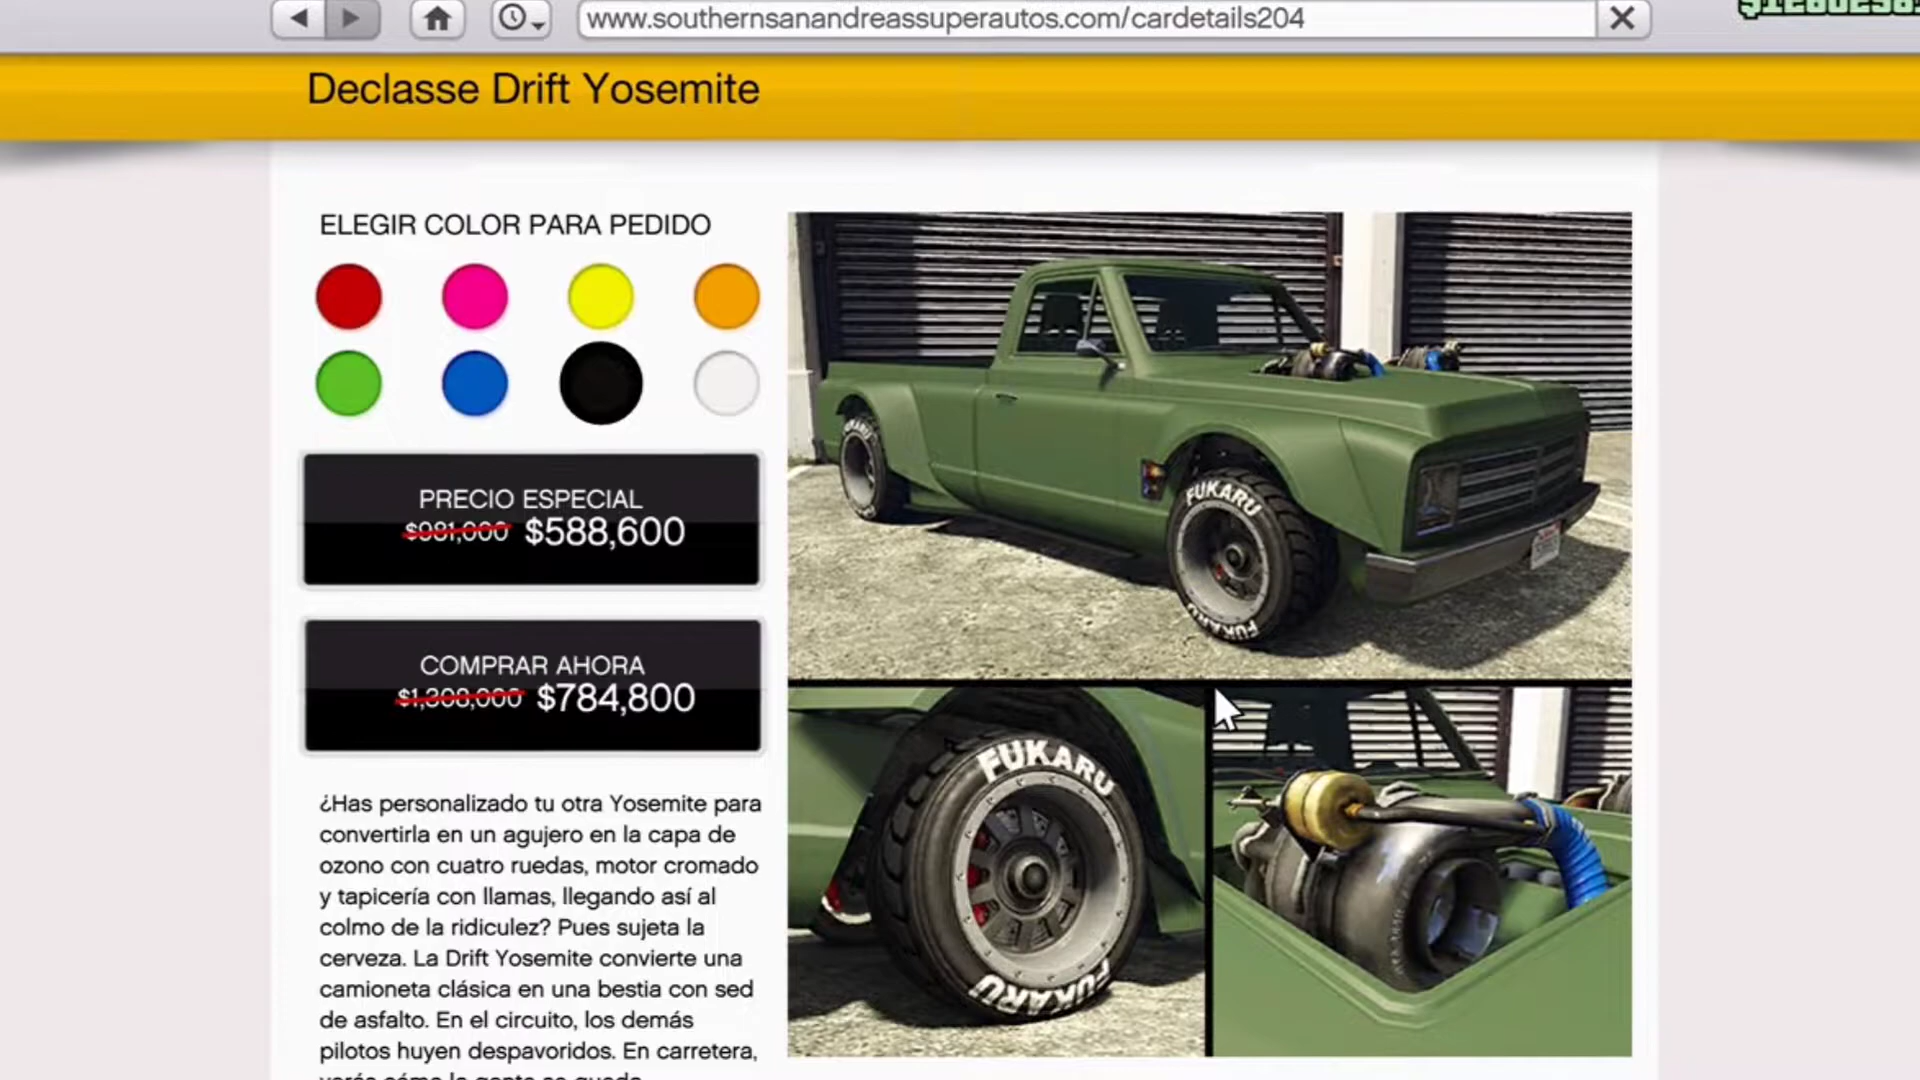 www.southernsanandreassuperautos.com/cardetails204
Declasse Drift Yosemite
ELEGIR COLOR PARA PEDIDO
PRECIO ESPECIAL
$981,000 $588,600
COMPRAR AHORA
$1,308,000 $784,800
¿Has personalizado tu otra Yosemite para
convertirla en un agujero en la capa de
ozono con cuatro ruedas, motor cromado
y tapicería con llamas, llegando así al
colmo de la ridiculez? Pues sujeta la
cerveza. La Drift Yosemite convierte una
camioneta clásica en una bestia con sed
de asfalto. En el circuito, los demás
pilotos huyen despavoridos. En carretera,
FUKARU
FUKARU
FUKARU
FUKARU
FUKARU